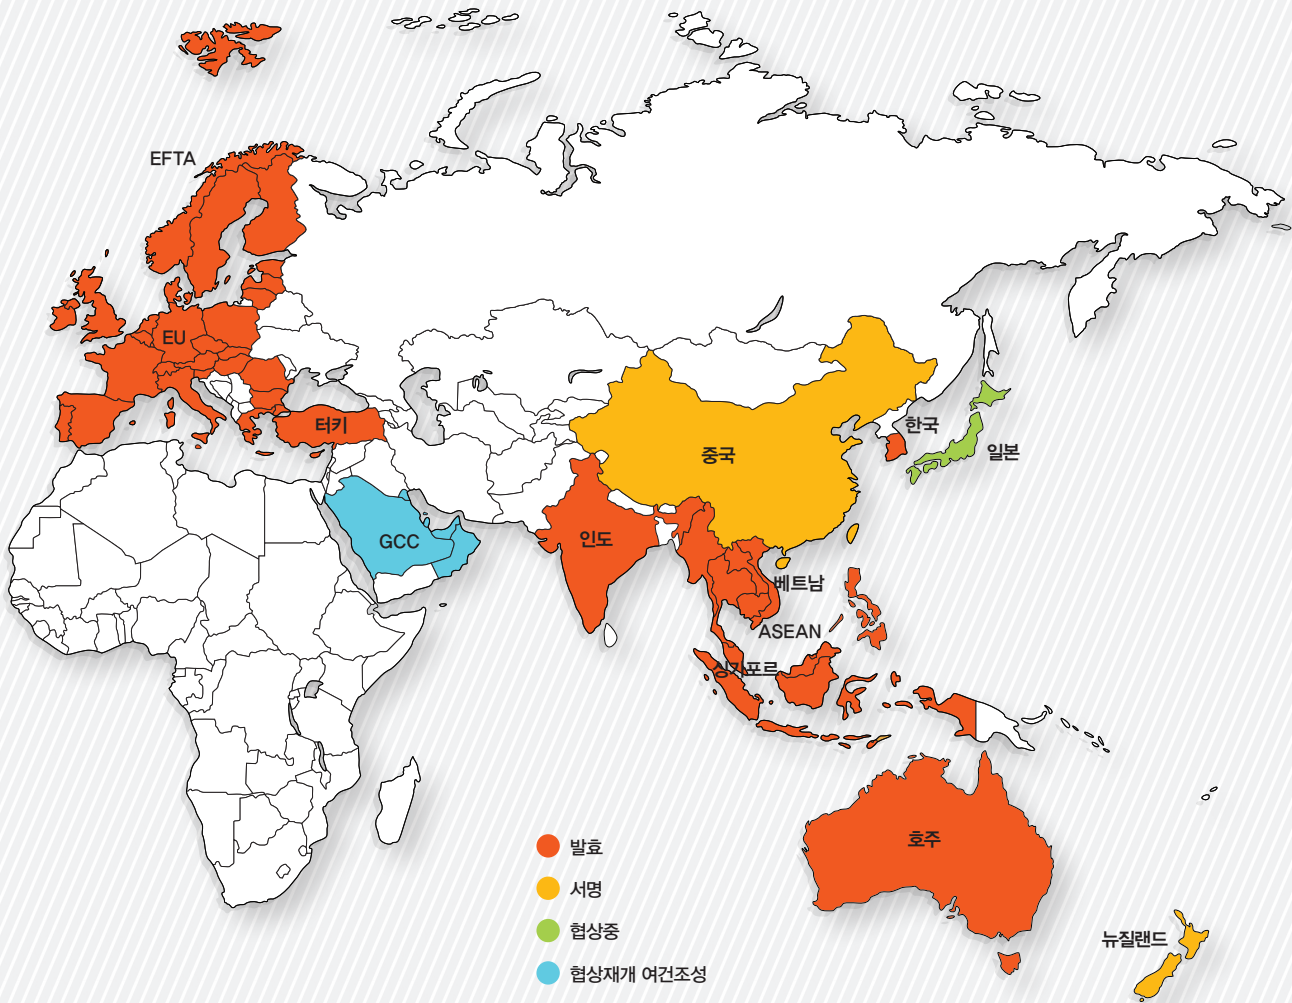 EFTA
EU
터키
한국
일본
중국
GCC
인도
베트남
ASEAN
싱가포르
호주
발효
서명
협상중
협상재개 여건조성
뉴질랜드